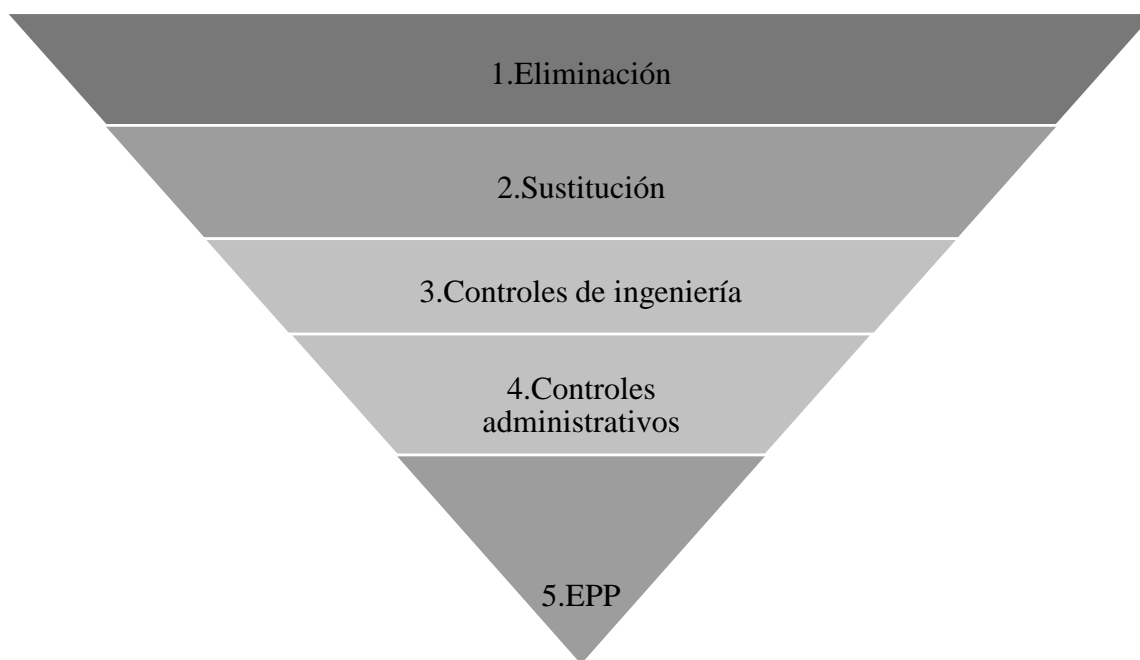 1.Eliminación
2.Sustitución
3.Controles de ingeniería
4.Controles
administrativos
5.EPP